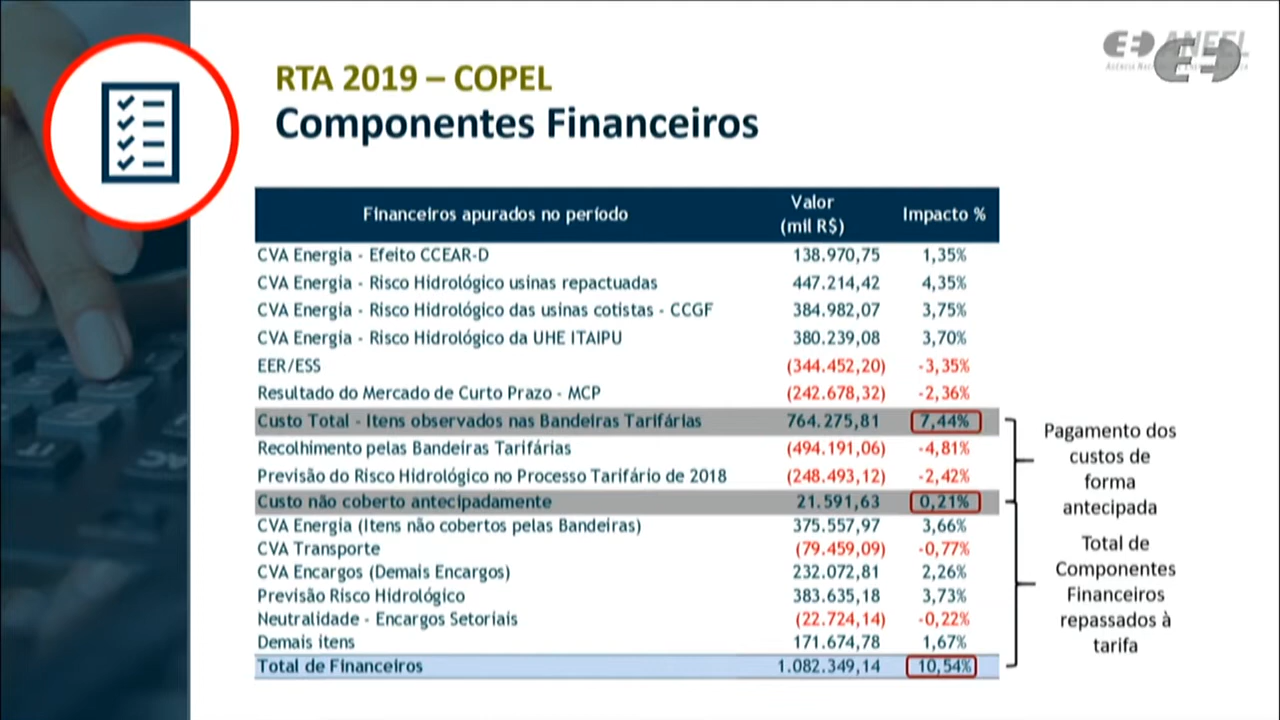 RTA 2019 – COPEL
Componentes Financeiros
ANEEL
Financeiros apurados no período Valor (mil R$) Impacto %
CVA Energia - Efeito CCEAR-D 138.970,75 1,35%
CVA Energia - Risco Hidrológico usinas repactuadas 447.214,42 4,35%
CVA Energia - Risco Hidrológico das usinas cotistas - CCGF 384.982,07 3,75%
CVA Energia - Risco Hidrológico da UHE ITAIPU 380.239,08 3,70%
EER/ESS (344.452,20) -3,35%
Resultado do Mercado de Curto Prazo - MCP (242.678,32) -2,36%
Custo Total - Itens observados nas Bandeiras Tarifárias 764.275,81 7,44%
Recolhimento pelas Bandeiras Tarifárias (494.191,06) -4,81%
Previsão do Risco Hidrológico no Processo Tarifário de 2018 (248.493,12) -2,42%
Custo não coberto antecipadamente 21.591,63 0,21%
CVA Energia (Itens não cobertos pelas Bandeiras) 375.557,97 3,66%
CVA Transporte (79.459,09) -0,77%
CVA Encargos (Demais Encargos) 232.072,81 2,26%
Previsão Risco Hidrológico 383.635,18 3,73%
Neutralidade - Encargos Setoriais (22.724,14) -0,22%
Demais itens 171.674,78 1,67%
Total de Financeiros 1.082.349,14 10,54%
Pagamento dos
custos de
forma
antecipada
Total de
Componentes
Financeiros
repassados à
tarifa